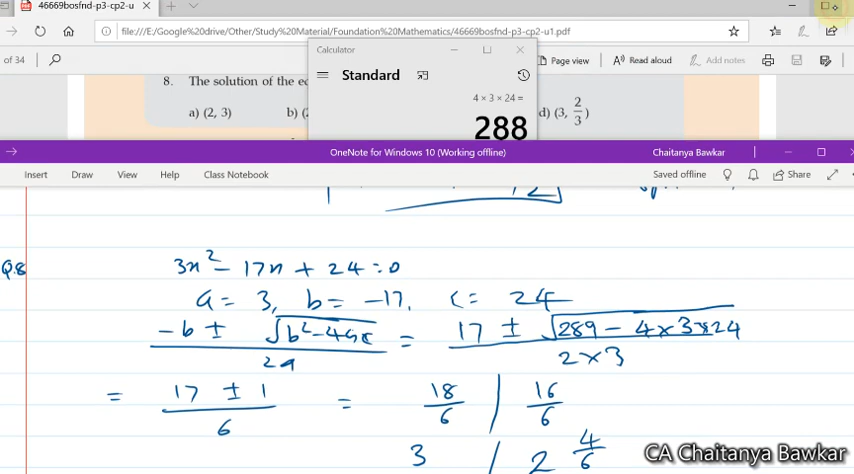 46669bosfnd-p3-cp2-u
file:///E:/Google%20drive/Other/Study%20Material/Foundation%20Mathematics/46669bosfnd-p3-cp2-u1.pdf
of 34
Page view
Read aloud
Add notes
Calculator
Standard
4 × 3 × 24 =
288
8. The solution of the eq
a) (2, 3)
b) (
d) (3, 2/3)
OneNote for Windows 10 (Working offline)
Chaitanya Bawkar
Insert Draw View Help Class Notebook
Saved offline
Share
Q.8 3x² - 17x + 24 = 0
a = 3, b = -17, c = 24
(-b ± √(b² - 4ac))/2a = (17 ± √(289 - 4×3×24))/(2×3)
= (17 ± 1)/6 = 18/6 / 16/6
3 / 2 4/6
CA Chaitanya Bawkar